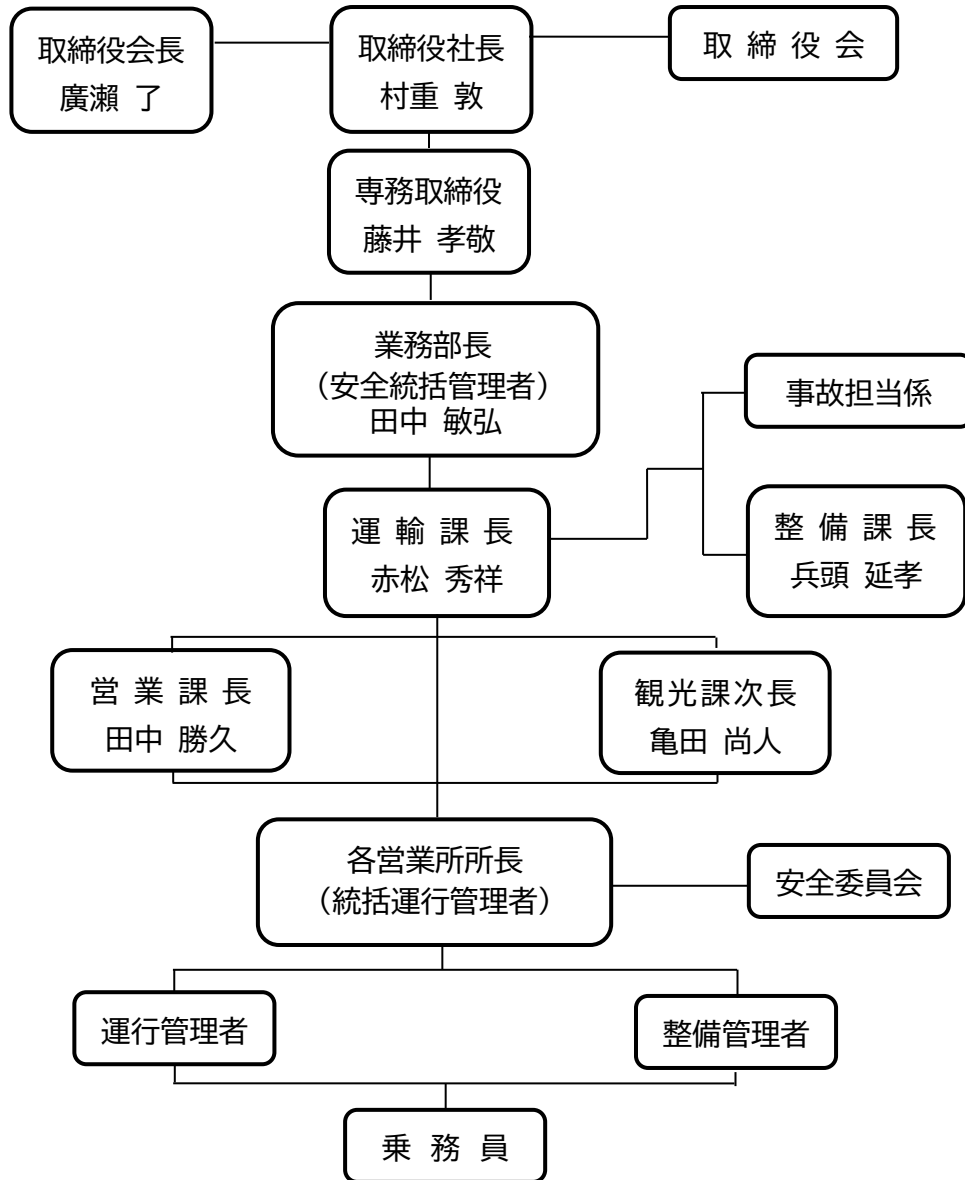 取締役会長
廣瀨 了
取締役社長
村重 敦
取 締 役 会
専務取締役
藤井 孝敬
業務部長
（安全統括管理者）
田中 敏弘
事故担当係
運 輸 課 長
赤松 秀祥
整 備 課 長
兵頭 延孝
営 業 課 長
田中 勝久
観光課次長
亀田 尚人
各営業所所長
（統括運行管理者）
安全委員会
運行管理者
整備管理者
乗 務 員